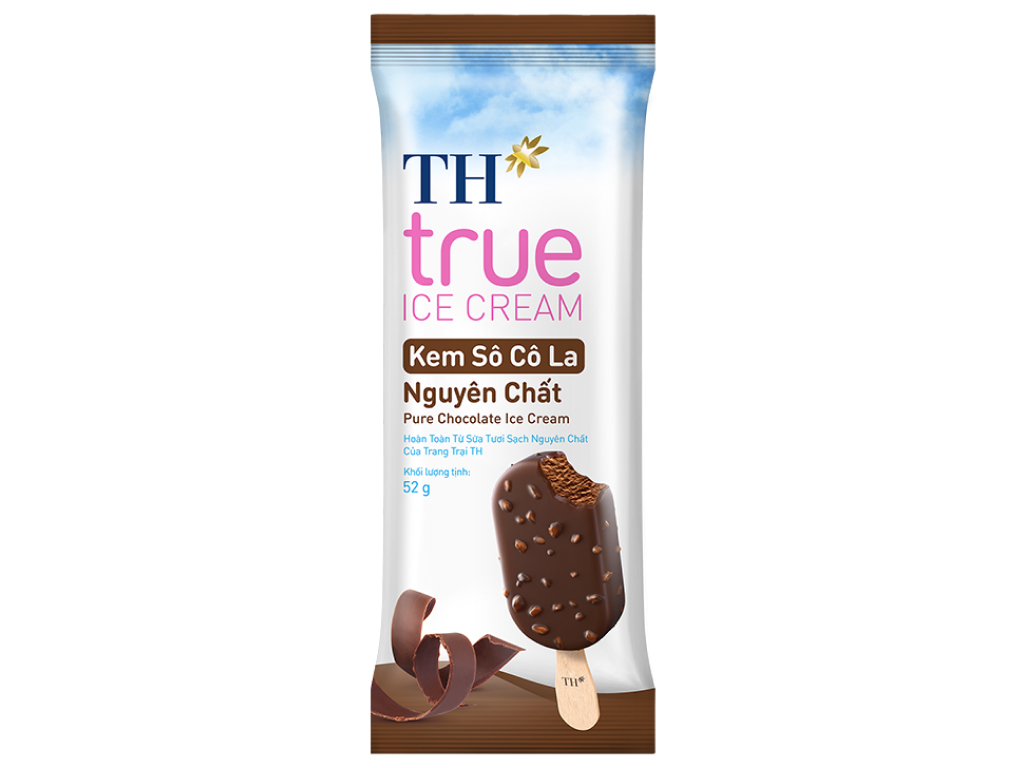 TH
true
ICE CREAM
Kem Sô Cô La
Nguyên Chất
Pure Chocolate Ice Cream
Hoàn Toàn Từ Sữa Tươi Sạch Nguyên Chất
Của Trang Trại TH
Khối lượng tịnh:
52 g
TH